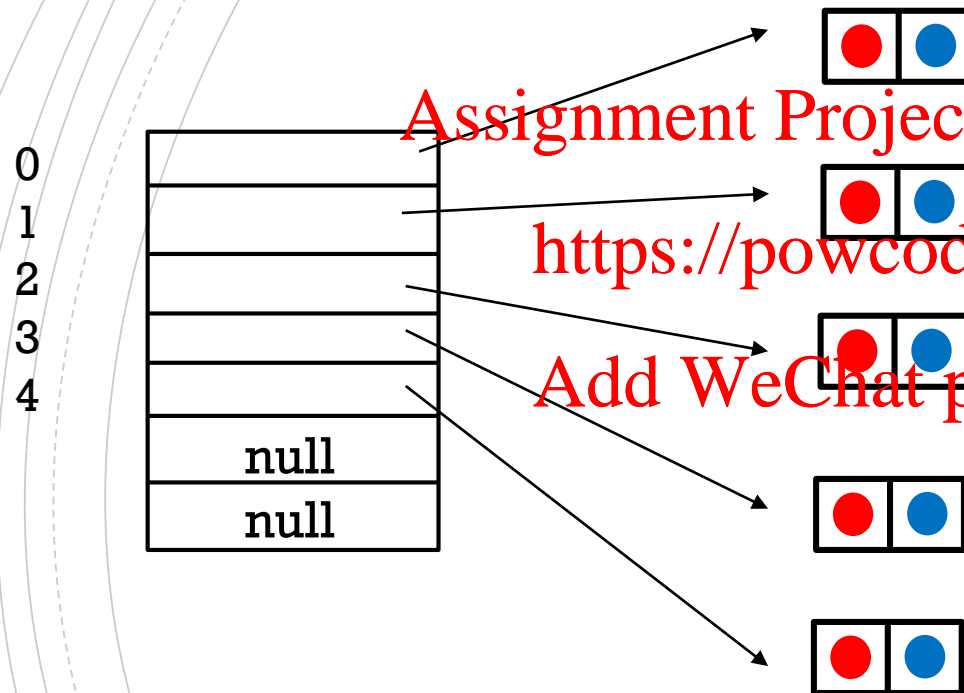 Assignment Projec
0
1
https://powcod
2
3
Add WeChat p
4
null
null